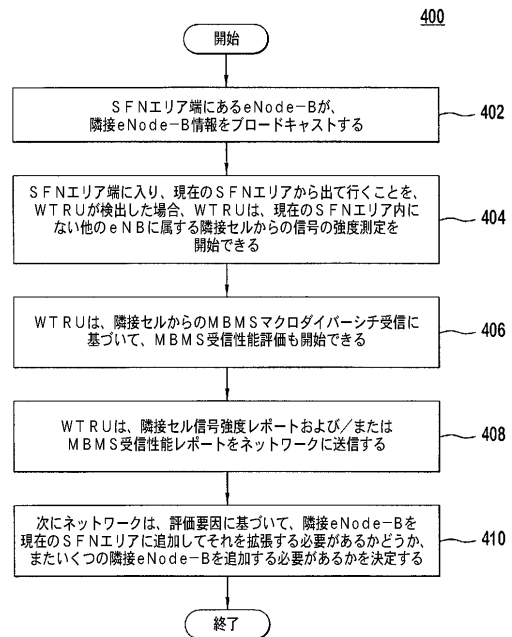 400
開始
SFNエリア端にあるeNode-Bが、
隣接eNode-B情報をブロードキャストする
402
SFNエリア端に入り、現在のSFNエリアから出て行くことを、
WTRUが検出した場合、WTRUは、現在のSFNエリア内に
ない他のeNBに属する隣接セルからの信号の強度測定を
開始できる
404
WTRUは、隣接セルからのMBMSマクロダイバーシチ受信に
基づいて、MBMS受信性能評価も開始できる
406
WTRUは、隣接セル信号強度レポートおよび/または
MBMS受信性能レポートをネットワークに送信する
408
次にネットワークは、評価要因に基づいて、隣接eNode-Bを
現在のSFNエリアに追加してそれを拡張する必要があるかどうか、
またいくつの隣接eNode-Bを追加する必要があるかを決定する
410
終了